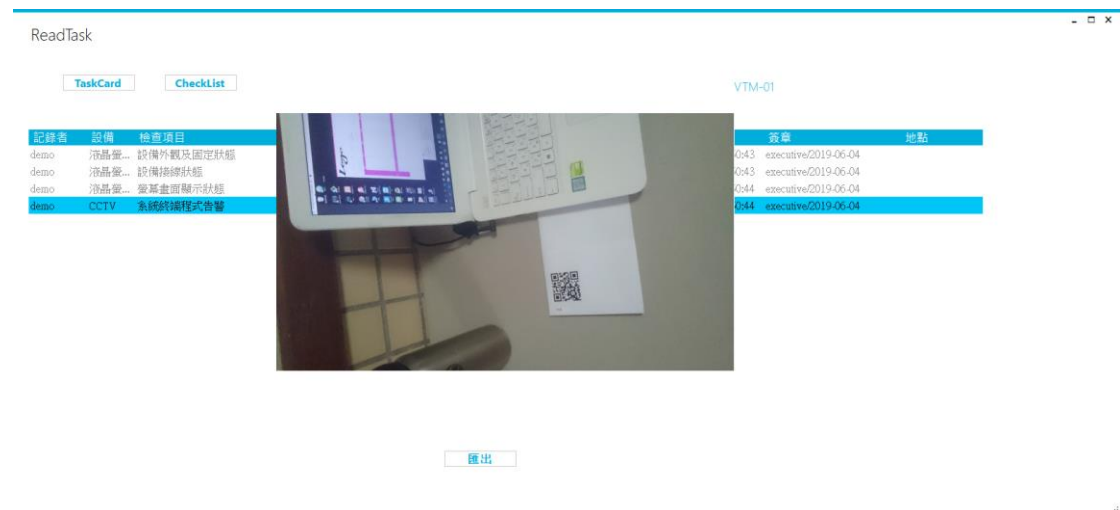 ReadTask
TaskCard CheckList
VTM-01
記錄者 設備 檢查項目 簽章 地點
demo 液晶螢... 設備外觀及固定狀態 0:43 executive/2019-06-04
demo 液晶螢... 設備接線狀態 0:43 executive/2019-06-04
demo 液晶螢... 螢幕畫面顯示狀態 0:44 executive/2019-06-04
demo CCTV 系統終端程式告警 0:44 executive/2019-06-04
匯出